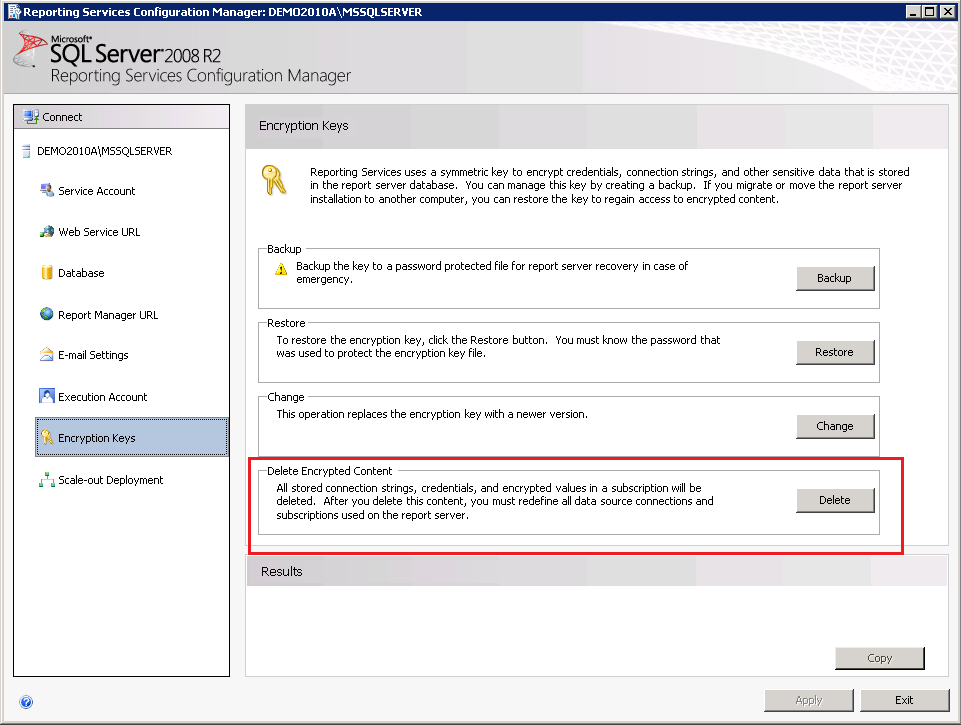 Reporting Services Configuration Manager: DEMO2010A\MSSQLSERVER
Microsoft®
SQL Server 2008 R2
Reporting Services Configuration Manager
Connect
DEMO2010A\MSSQLSERVER
Service Account
Web Service URL
Database
Report Manager URL
E-mail Settings
Execution Account
Encryption Keys
Scale-out Deployment
Encryption Keys
Reporting Services uses a symmetric key to encrypt credentials, connection strings, and other sensitive data that is stored
in the report server database.  You can manage this key by creating a backup.  If you migrate or move the report server
installation to another computer, you can restore the key to regain access to encrypted content.
Backup
Backup the key to a password protected file for report server recovery in case of
emergency.
Backup
Restore
To restore the encryption key, click the Restore button.  You must know the password that
was used to protect the encryption key file.
Restore
Change
This operation replaces the encryption key with a newer version.
Change
Delete Encrypted Content
All stored connection strings, credentials, and encrypted values in a subscription will be
deleted.  After you delete this content, you must redefine all data source connections and
subscriptions used on the report server.
Delete
Results
Copy
Apply
Exit